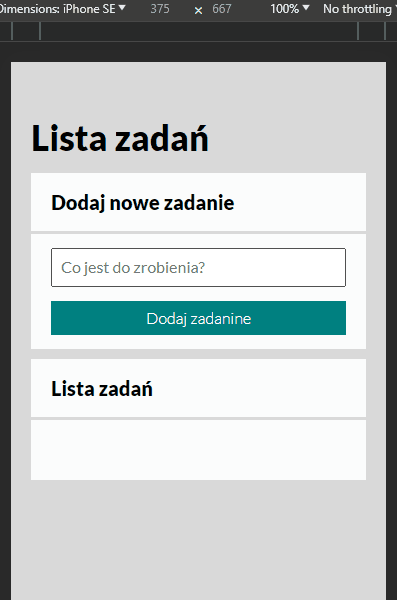 Dimensions: iPhone SE 375 × 667 100% No throttling
Lista zadań
Dodaj nowe zadanie
Co jest do zrobienia?
Dodaj zadanine
Lista zadań